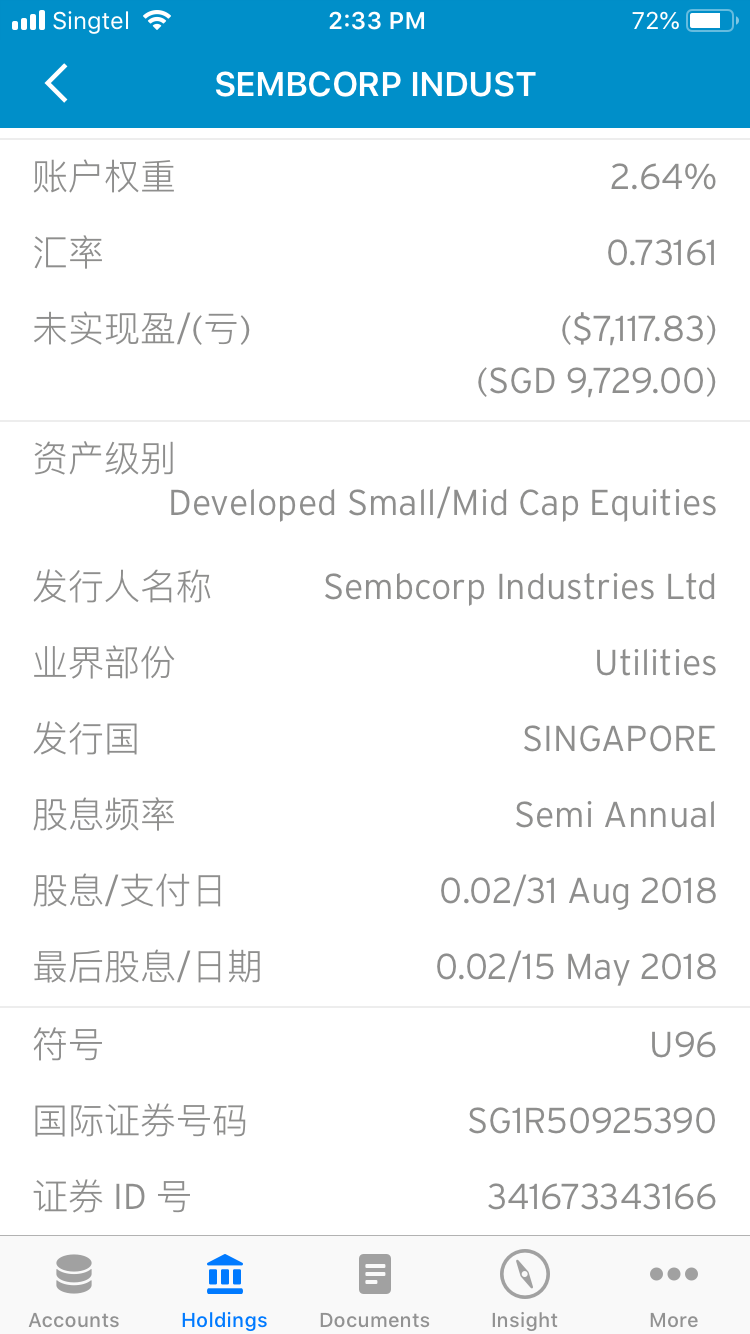 Singtel 2:33 PM 72%
SEMBCORP INDUST
账户权重 2.64%
汇率 0.73161
未实现盈/(亏) ($7,117.83)
(SGD 9,729.00)
资产级别
Developed Small/Mid Cap Equities
发行人名称 Sembcorp Industries Ltd
业界部份 Utilities
发行国 SINGAPORE
股息频率 Semi Annual
股息/支付日 0.02/31 Aug 2018
最后股息/日期 0.02/15 May 2018
符号 U96
国际证券号码 SG1R50925390
证券 ID 号 341673343166
Accounts Holdings Documents Insight More